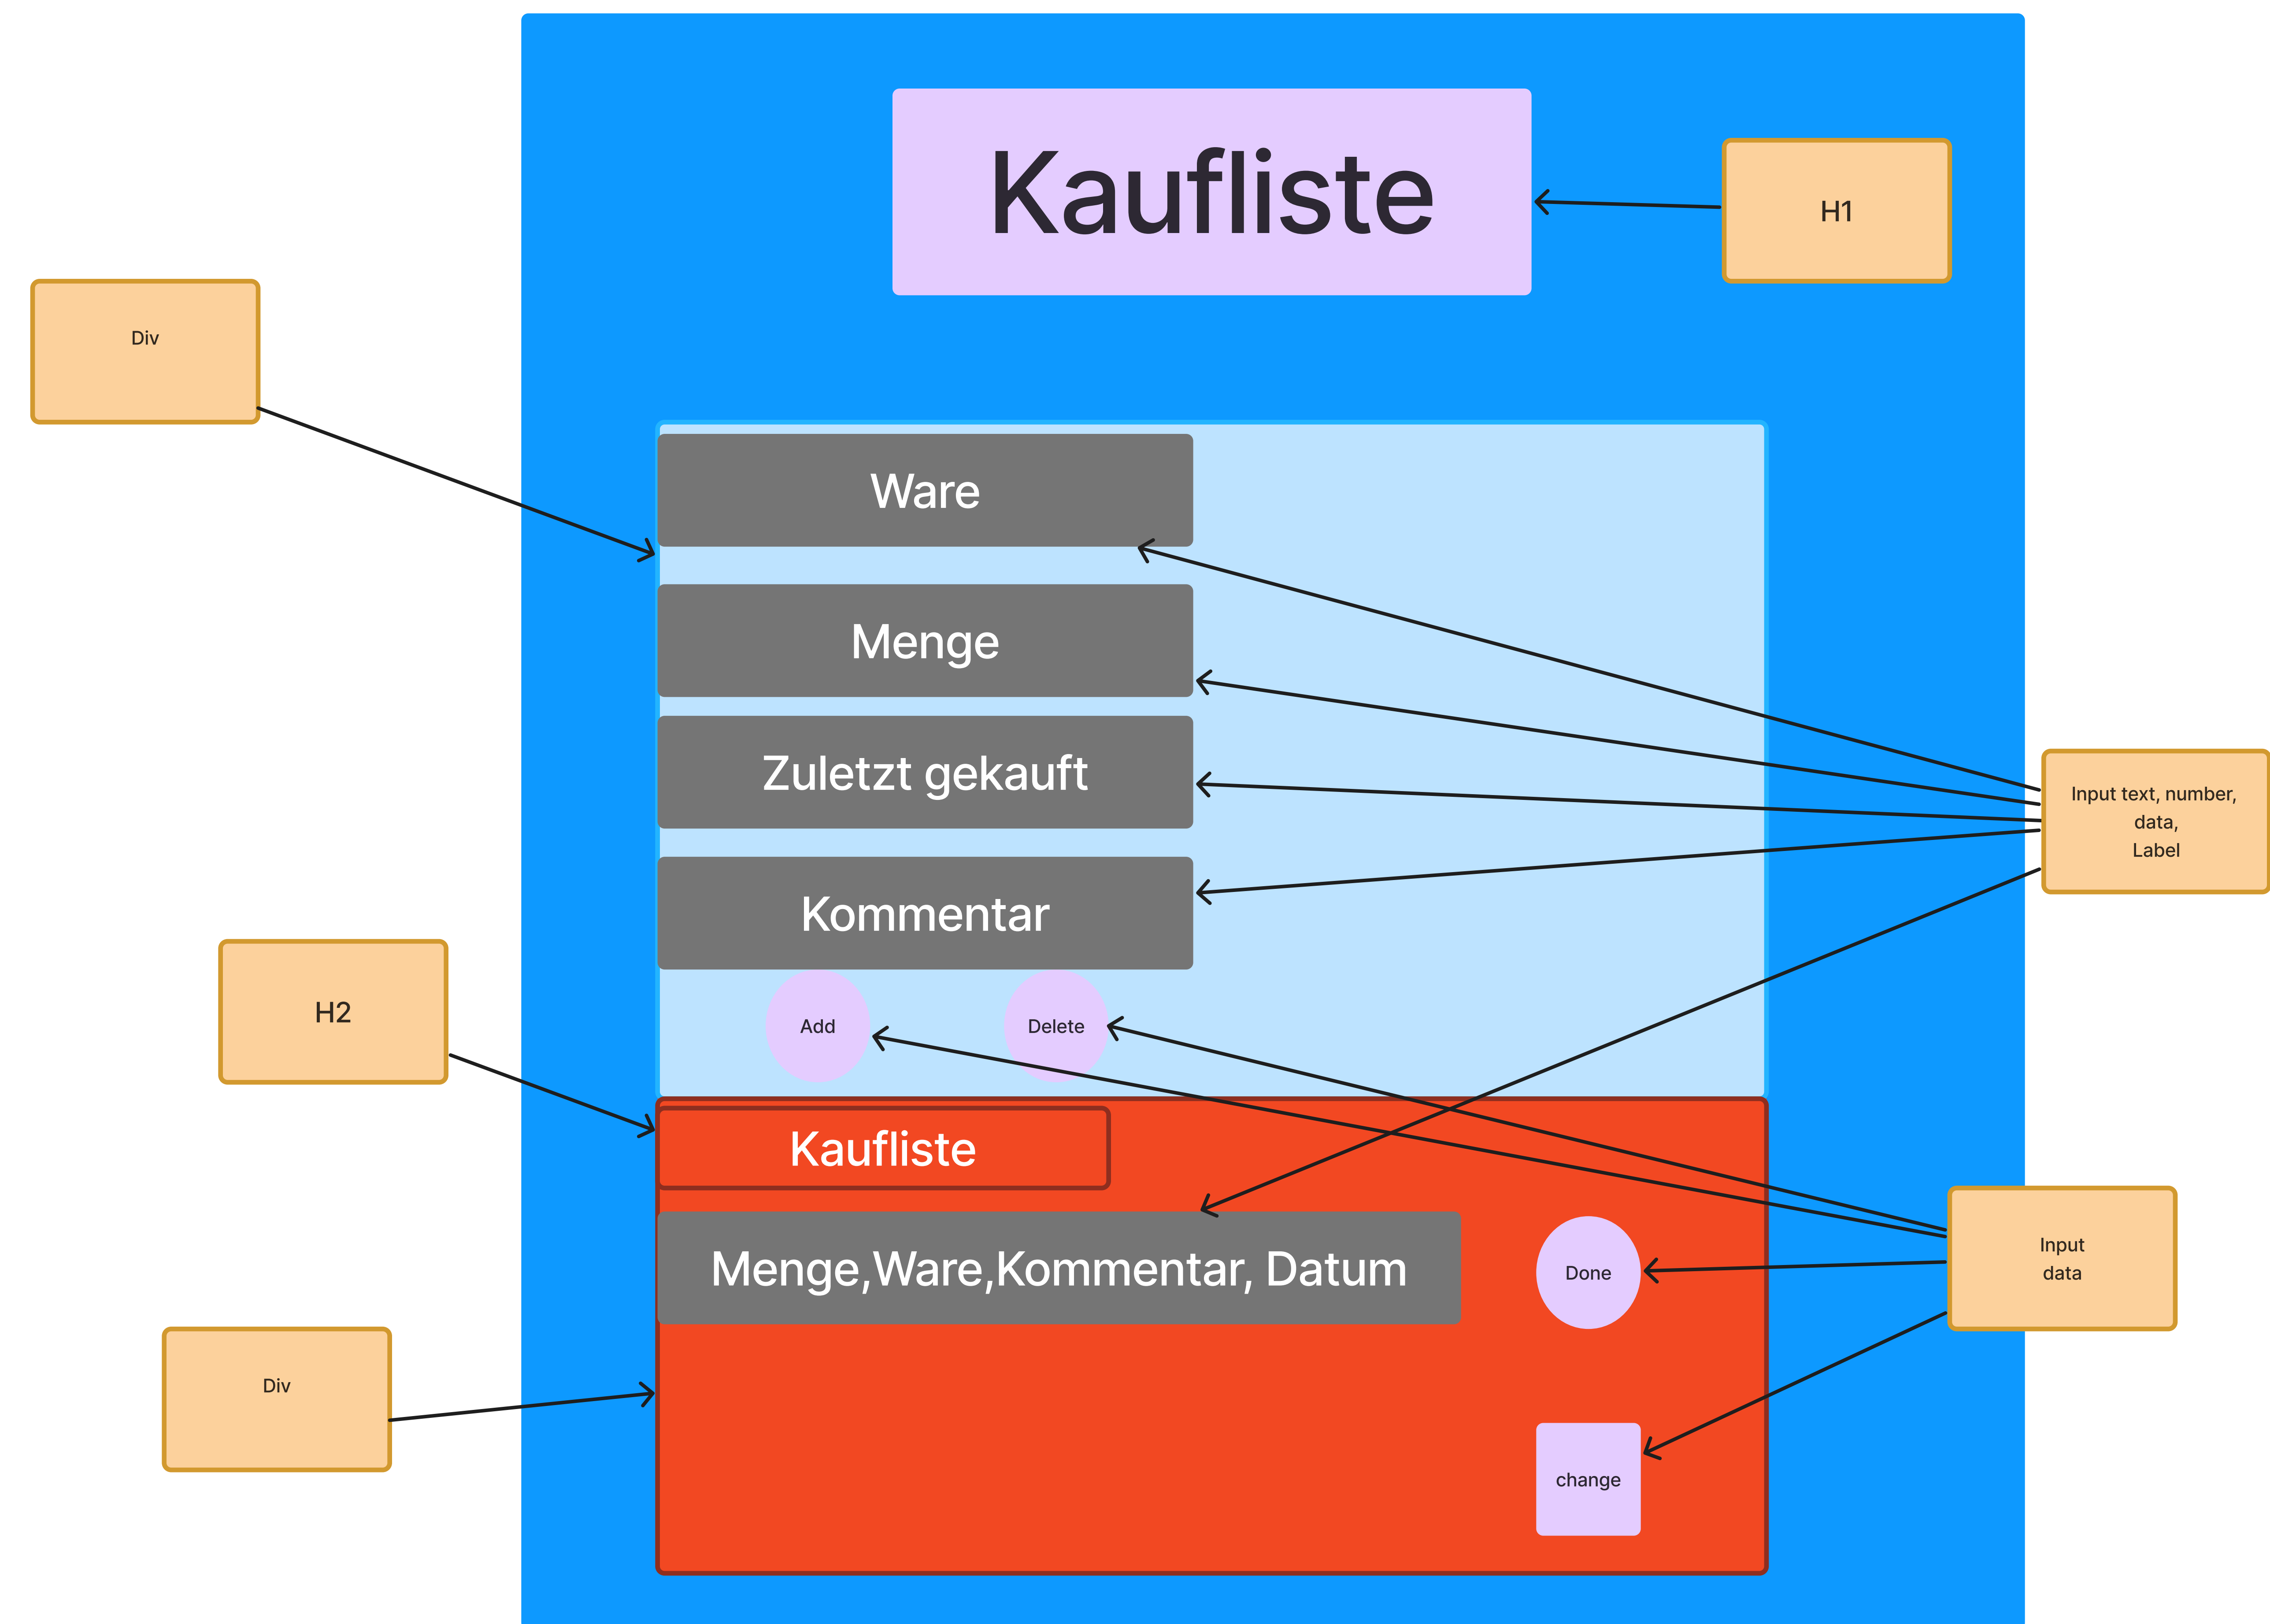 Kaufliste
H1
Div
Ware
Menge
Zuletzt gekauft
Input text, number,
data,
Label
Kommentar
H2
Add
Delete
Kaufliste
Menge,Ware,Kommentar, Datum
Done
Input
data
Div
change